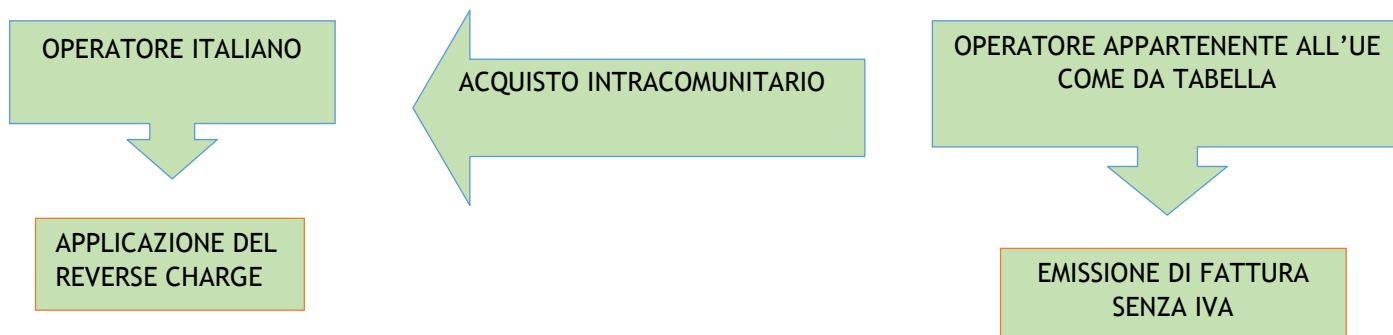 OPERATORE ITALIANO
ACQUISTO INTRACOMUNITARIO
OPERATORE APPARTENENTE ALL’UE
COME DA TABELLA
APPLICAZIONE DEL
REVERSE CHARGE
EMISSIONE DI FATTURA
SENZA IVA